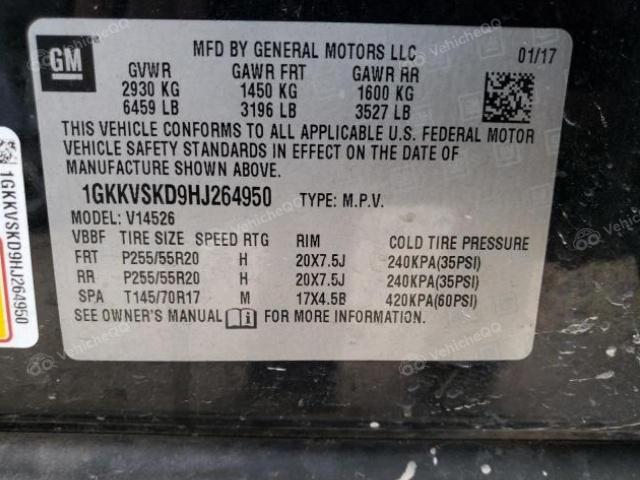 GM
MFD BY GENERAL MOTORS LLC
01/17
GVWR GAWR FRT GAWR RR
2930 KG 1450 KG 1600 KG
6459 LB 3196 LB 3527 LB
THIS VEHICLE CONFORMS TO ALL APPLICABLE U.S. FEDERAL MOTOR
VEHICLE SAFETY STANDARDS IN EFFECT ON THE DATE OF
MANUFACTURE SHOWN ABOVE.
1GKKVSKD9HJ264950 TYPE: M.P.V.
MODEL: V14526
VBBF TIRE SIZE SPEED RTG RIM COLD TIRE PRESSURE
FRT P255/55R20 H 20X7.5J 240KPA(35PSI)
RR P255/55R20 H 20X7.5J 240KPA(35PSI)
SPA T145/70R17 M 17X4.5B 420KPA(60PSI)
SEE OWNER'S MANUAL FOR MORE INFORMATION.
1GKKVSKD9HJ264950
VehicleQQ